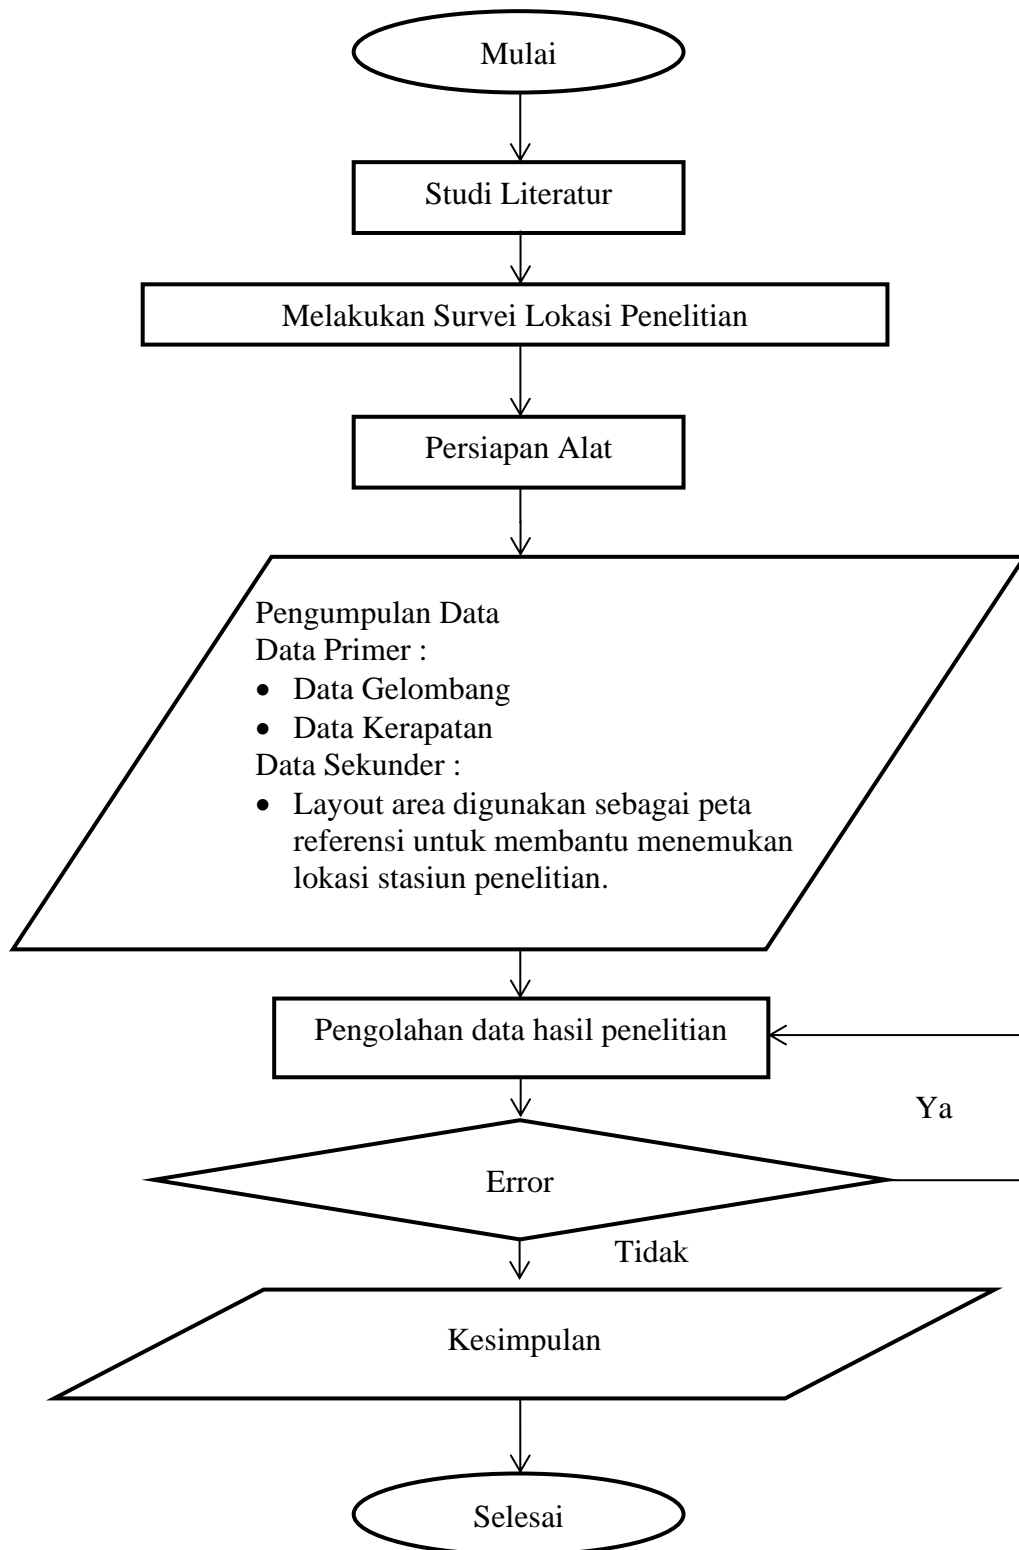 Mulai
Studi Literatur
Melakukan Survei Lokasi Penelitian
Persiapan Alat
Pengumpulan Data
Data Primer :
• Data Gelombang
• Data Kerapatan
Data Sekunder :
• Layout area digunakan sebagai peta
referensi untuk membantu menemukan
lokasi stasiun penelitian.
Pengolahan data hasil penelitian
Ya
Error
Tidak
Kesimpulan
Selesai